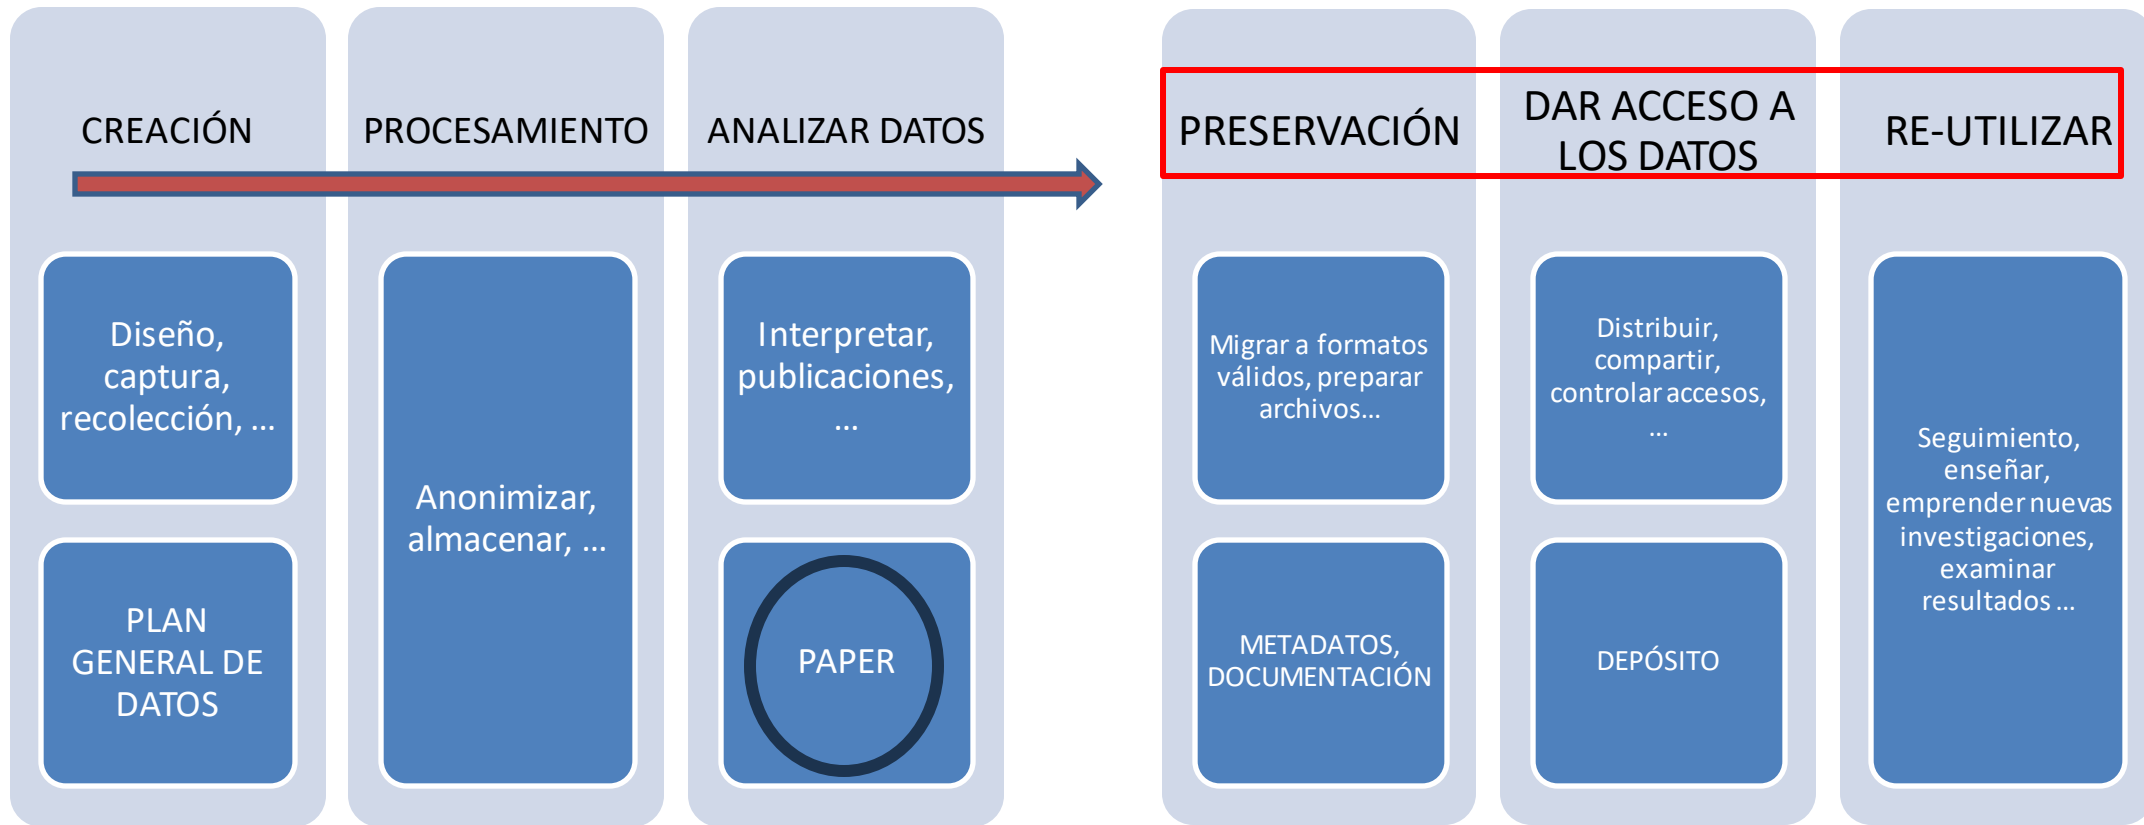 CREACIÓN
Diseño,
captura,
recolección, ...
PLAN
GENERAL DE
DATOS
PROCESAMIENTO
Anonimizar,
almacenar, ...
ANALIZAR DATOS
Interpretar,
publicaciones,
...
PAPER
PRESERVACIÓN
Migrar a formatos
válidos, preparar
archivos...
METADATOS,
DOCUMENTACIÓN
DAR ACCESO A
LOS DATOS
Distribuir,
compartir,
controlar accesos,
...
DEPÓSITO
RE-UTILIZAR
Seguimiento,
enseñar,
emprender nuevas
investigaciones,
examinar
resultados ...